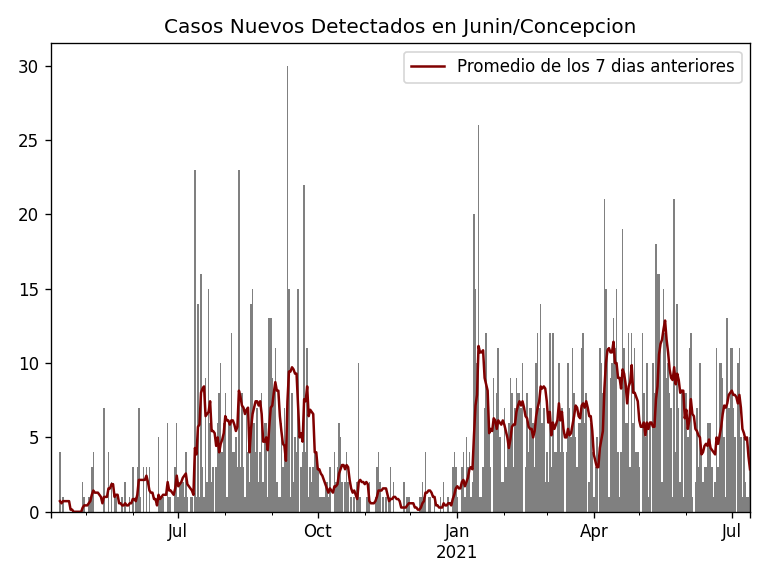 Casos Nuevos Detectados en Junin/Concepcion
Promedio de los 7 dias anteriores
30
25
20
15
10
5
0
Jul
Oct
Jan
2021
Apr
Jul